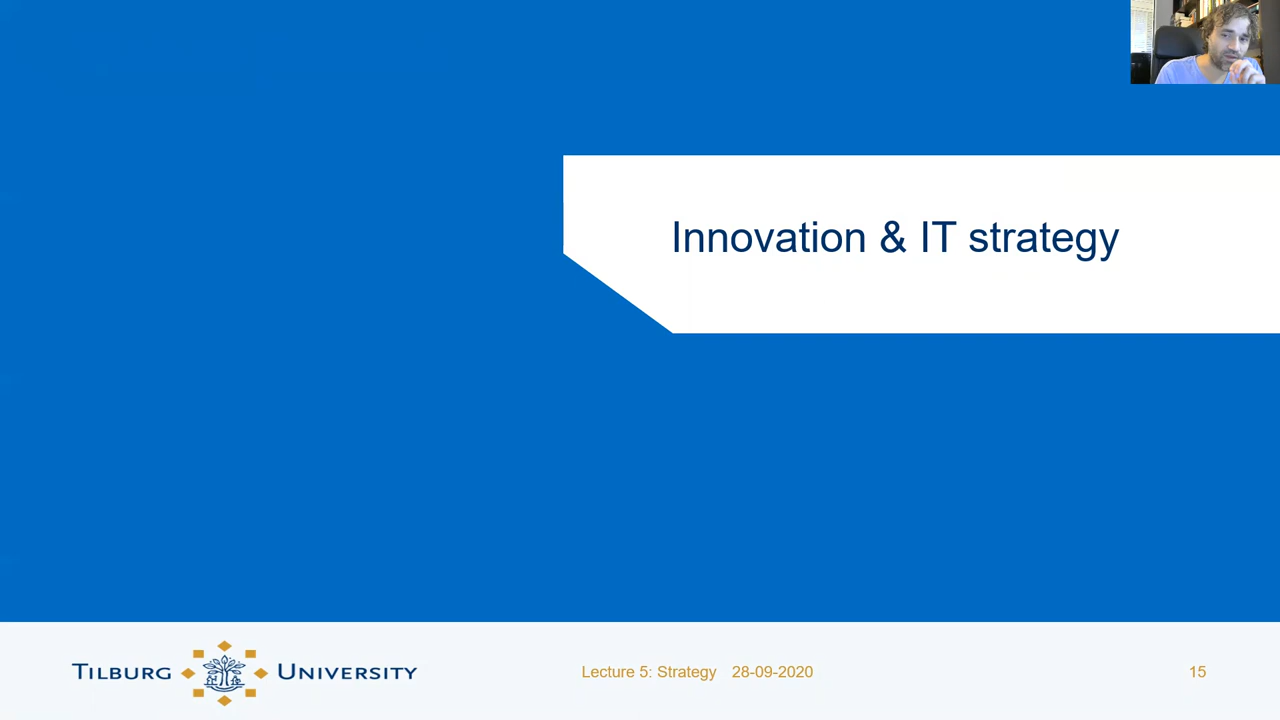 Innovation & IT strategy
TILBURG UNIVERSITY
Lecture 5: Strategy 28-09-2020
15